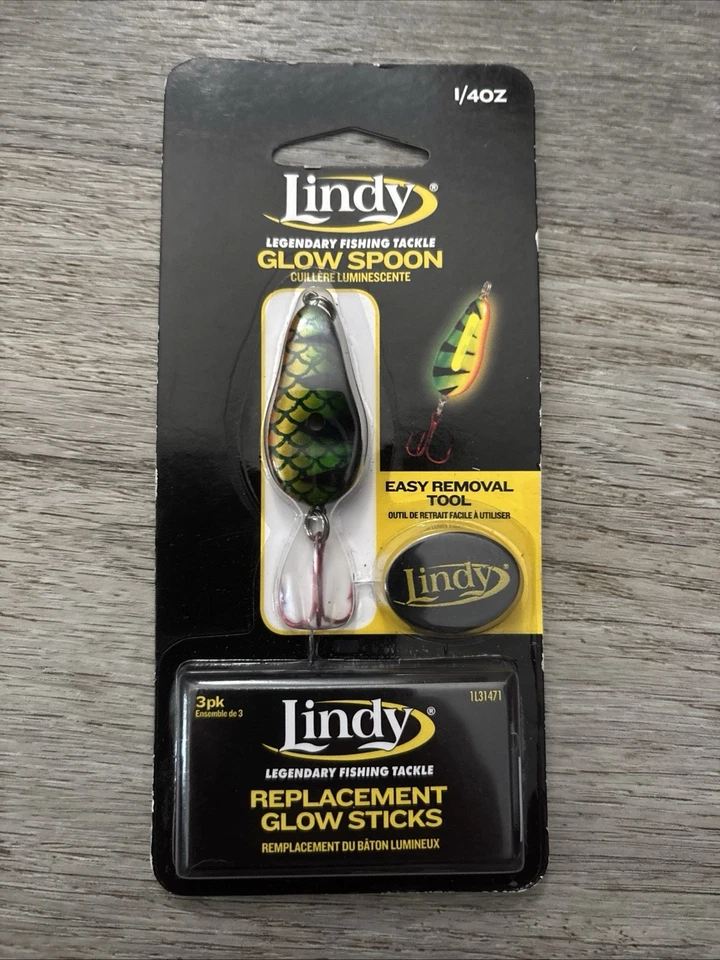 1/4OZ
Lindy®
LEGENDARY FISHING TACKLE
GLOW SPOON
CUILLÈRE LUMINESCENTE
EASY REMOVAL
TOOL
OUTIL DE RETRAIT FACILE À UTILISER
Lindy
3pk
Ensemble de 3
1L31471
Lindy®
LEGENDARY FISHING TACKLE
REPLACEMENT
GLOW STICKS
REMPLACEMENT DU BÂTON LUMINEUX